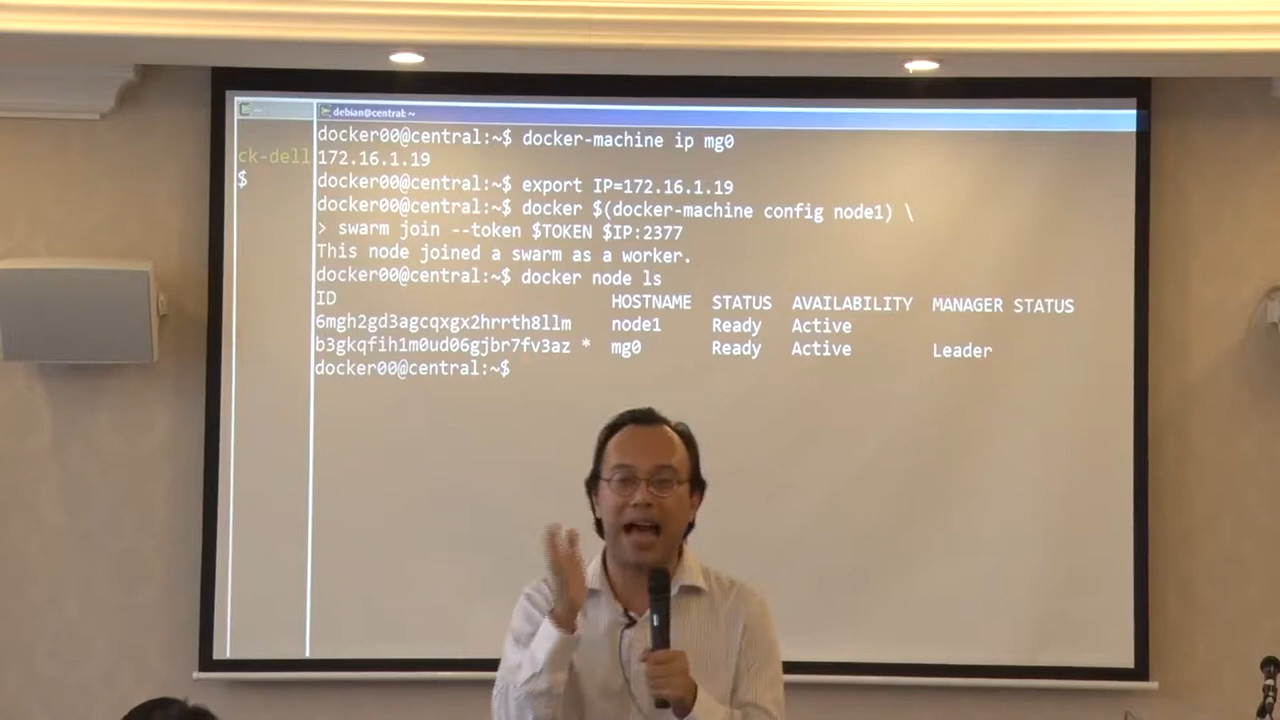 debian@central: ~
docker00@central:~$ docker-machine ip mg0
ck-dell
172.16.1.19
$
docker00@central:~$ export IP=172.16.1.19
docker00@central:~$ docker $(docker-machine config node1) \
> swarm join --token $TOKEN $IP:2377
This node joined a swarm as a worker.
docker00@central:~$ docker node ls
ID HOSTNAME STATUS AVAILABILITY MANAGER STATUS
6mgh2gd3agcqxgx2hrrth8llm node1 Ready Active
b3gkqfih1m0ud06gjbr7fv3az * mg0 Ready Active Leader
docker00@central:~$